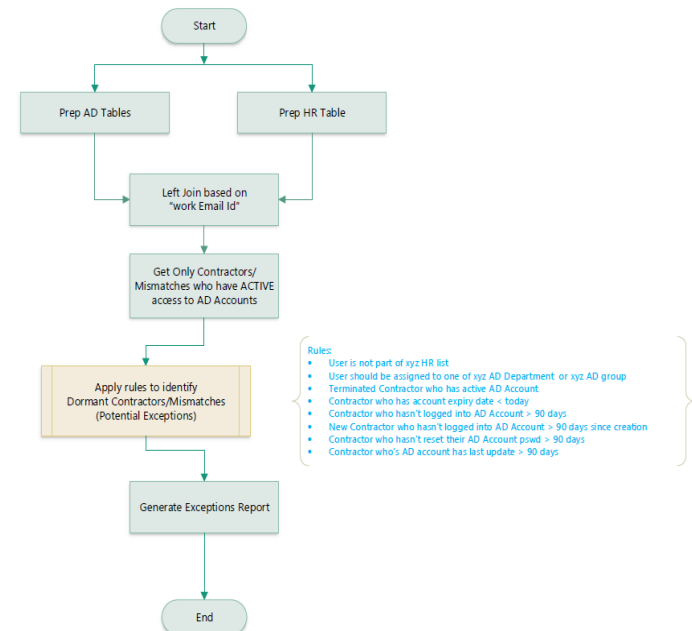 Start
Prep AD Tables
Prep HR Table
Left Join based on
"work Email Id"
Get Only Contractors/
Mismatches who have ACTIVE
access to AD Accounts
Apply rules to identify
Dormant Contractors/Mismatches
(Potential Exceptions)
Rules:
• User is not part of xyz HR list
• User should be assigned to one of xyz AD Department or xyz AD group
• Terminated Contractor who has active AD Account
• Contractor who has account expiry date < today
• Contractor who hasn't logged into AD Account > 90 days
• New Contractor who hasn't logged into AD Account > 90 days since creation
• Contractor who hasn't reset their AD Account pswd > 90 days
• Contractor who's AD account has last update > 90 days
Generate Exceptions Report
End